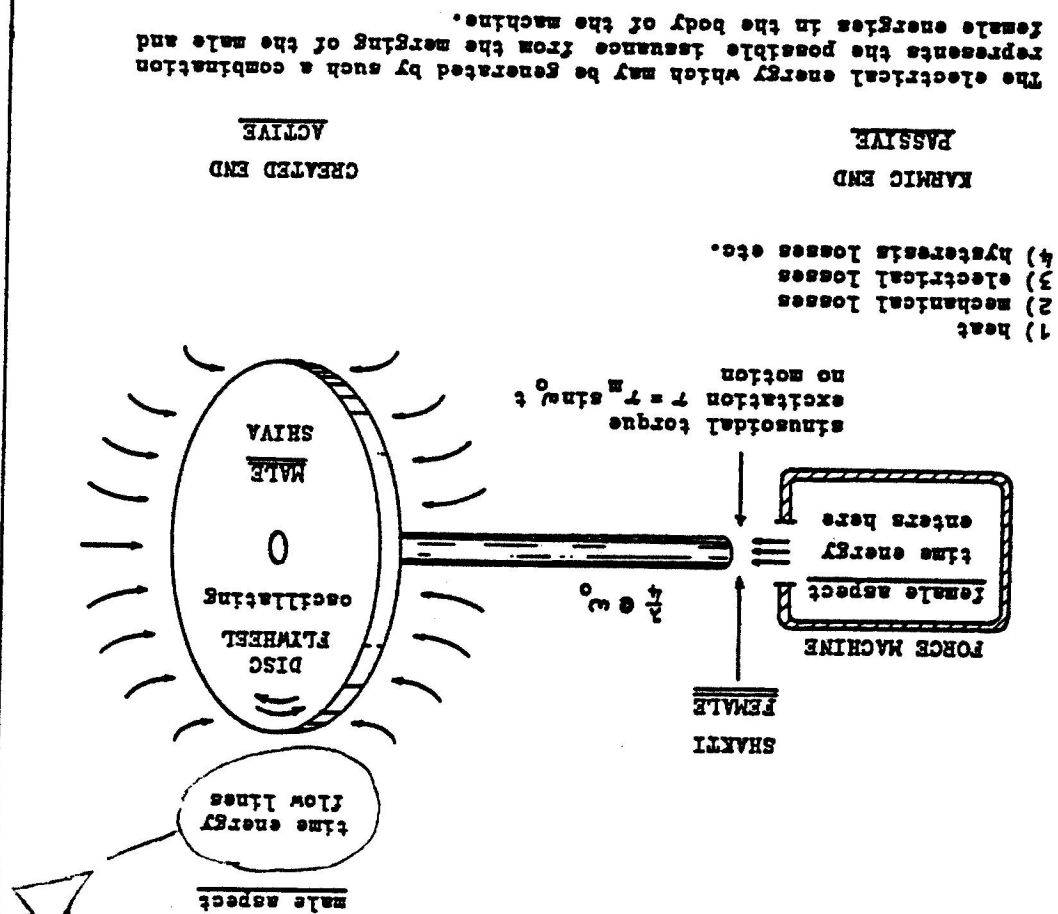 male aspect
time energy
flow lines
SHAKTI
FEMALE
FORCE MACHINE
female aspect
time energy
enters here
λ/4 @ ω₀
DISC
FLYWHEEL
oscillating
MALE
SHIVA
sinusoidal torque
excitation τ = τₘ sinω₀ t
no motion
1) heat
2) mechanical losses
3) electrical losses
4) hysteresis losses etc.
KARMIC END
PASSIVE
CREATED END
ACTIVE
The electrical energy which may be generated by such a combination
represents the possible issuance from the merging of the male and
female energies in the body of the machine.